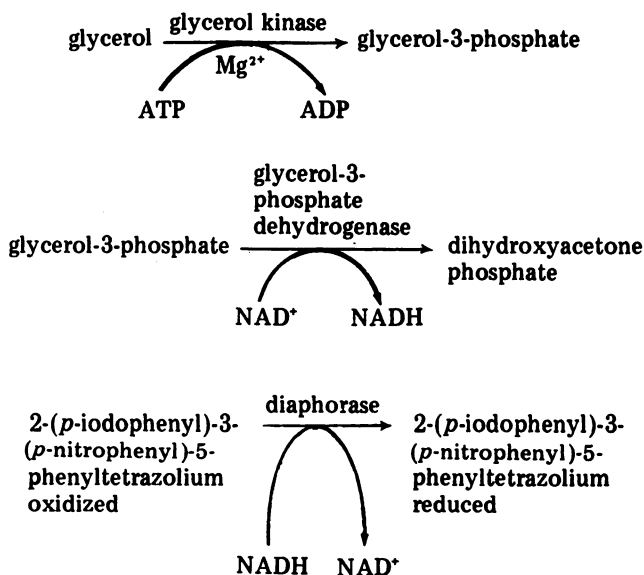 glycerol kinase
glycerol glycerol-3-phosphate
Mg²⁺
ATP ADP
glycerol-3-
phosphate
dehydrogenase
glycerol-3-phosphate dihydroxyacetone
phosphate
NAD⁺ NADH
diaphorase
2-(p-iodophenyl)-3- 2-(p-iodophenyl)-3-
(p-nitrophenyl)-5- (p-nitrophenyl)-5-
phenyltetrazolium phenyltetrazolium
oxidized reduced
NADH NAD⁺